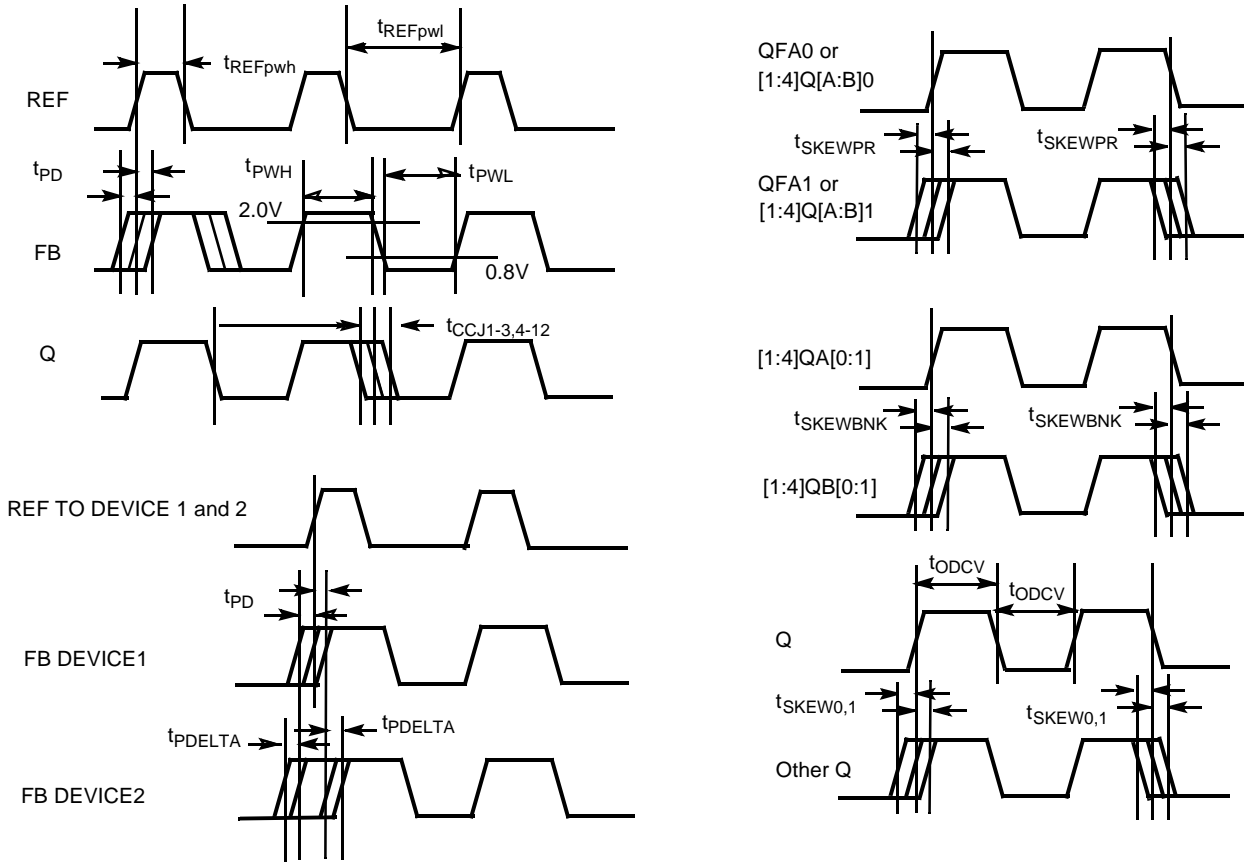 tREFpwl
tREFpwh
REF
tPD
tPWH
tPWL
2.0V
FB
0.8V
Q
tCCJ1-3,4-12
REF TO DEVICE 1 and 2
tPD
FB DEVICE1
tPDELTA
tPDELTA
FB DEVICE2
QFA0 or
[1:4]Q[A:B]0
tSKEWPR
tSKEWPR
QFA1 or
[1:4]Q[A:B]1
[1:4]QA[0:1]
tSKEWBNK
tSKEWBNK
[1:4]QB[0:1]
tODCV
tODCV
Q
tSKEW0,1
tSKEW0,1
Other Q